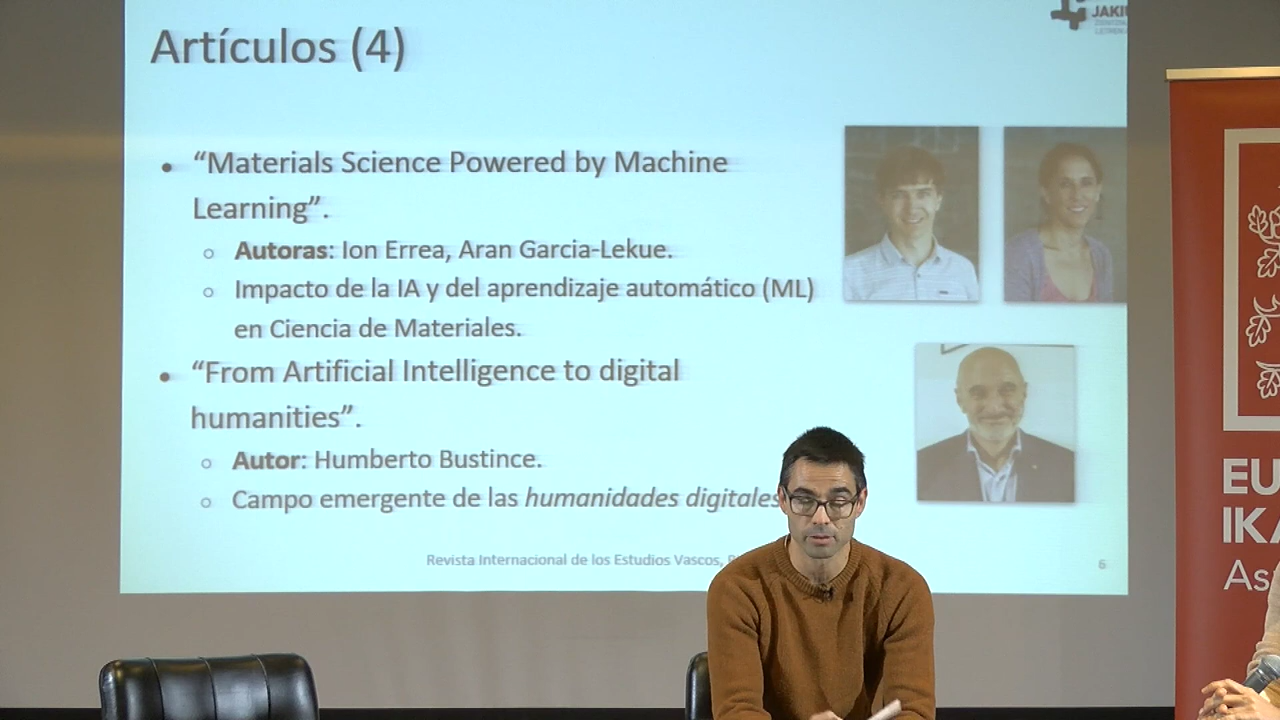 Artículos (4)
JAKI
• “Materials Science Powered by Machine
Learning”.
○ Autoras: Ion Errea, Aran Garcia-Lekue.
○ Impacto de la IA y del aprendizaje automático (ML)
en Ciencia de Materiales.
• “From Artificial Intelligence to digital
humanities”.
○ Autor: Humberto Bustince.
○ Campo emergente de las humanidades digitales
Revista Internacional de los Estudios Vascos,
6
EU
IKA
As